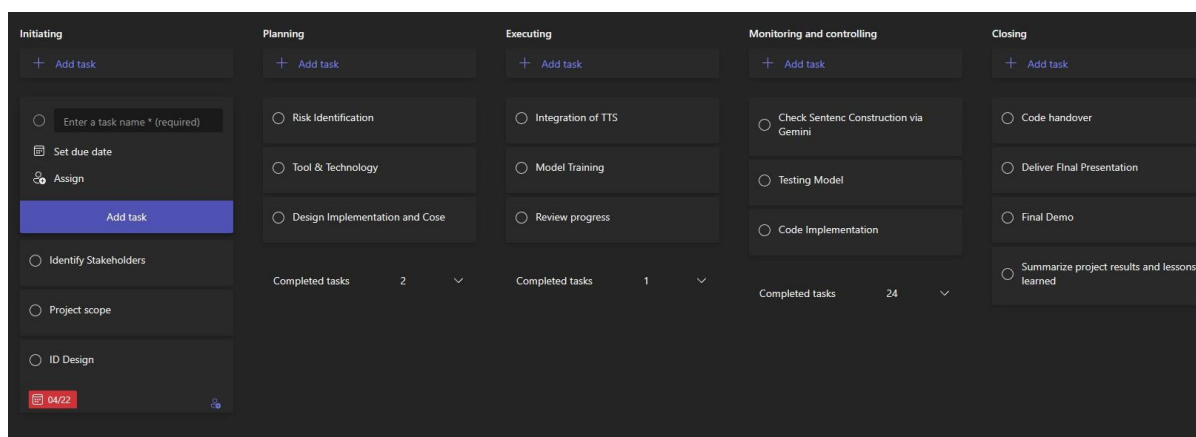 Initiating
Add task
Enter a task name * (required)
Set due date
Assign
Add task
Identify Stakeholders
Project scope
ID Design
04/22
Planning
Add task
Risk Identification
Tool & Technology
Design Implementation and Cose
Completed tasks 2
Executing
Add task
Integration of TTS
Model Training
Review progress
Completed tasks 1
Monitoring and controlling
Add task
Check Sentenc Construction via
Gemini
Testing Model
Code Implementation
Completed tasks 24
Closing
Add task
Code handover
Deliver FInal Presentation
Final Demo
Summarize project results and lessons
learned